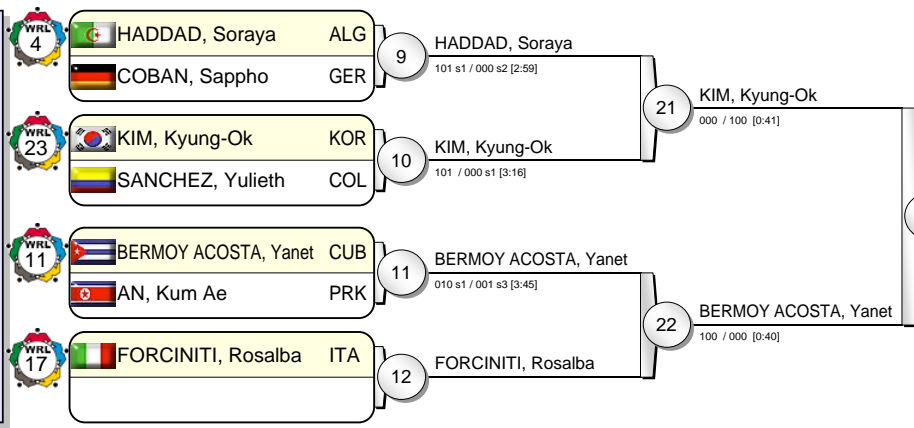 WRL
4
HADDAD, Soraya ALG
COBAN, Sappho GER
9
HADDAD, Soraya
101 s1 / 000 s2 [2:59]
21
KIM, Kyung-Ok
000 / 100 [0:41]
WRL
23
KIM, Kyung-Ok KOR
SANCHEZ, Yulieth COL
10
KIM, Kyung-Ok
101 / 000 s1 [3:16]
WRL
11
BERMOY ACOSTA, Yanet CUB
AN, Kum Ae PRK
11
BERMOY ACOSTA, Yanet
010 s1 / 001 s3 [3:45]
22
BERMOY ACOSTA, Yanet
100 / 000 [0:40]
WRL
17
FORCINITI, Rosalba ITA
12
FORCINITI, Rosalba